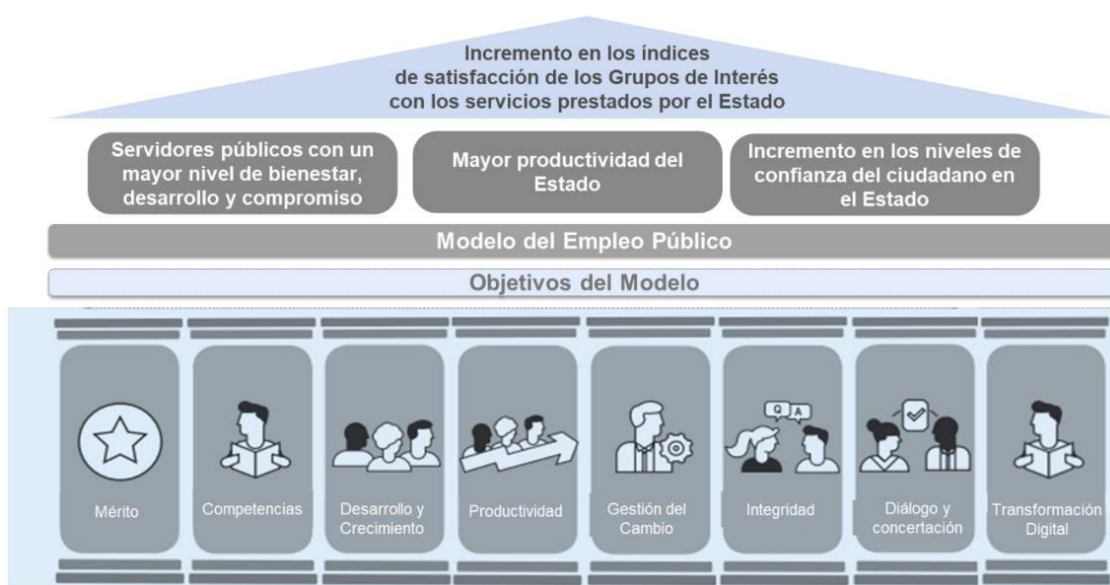 Incremento en los índices
de satisfacción de los Grupos de Interés
con los servicios prestados por el Estado
Servidores públicos con un
mayor nivel de bienestar,
desarrollo y compromiso
Mayor productividad del
Estado
Incremento en los niveles de
confianza del ciudadano en
el Estado
Modelo del Empleo Público
Objetivos del Modelo
Mérito
Competencias
Desarrollo y
Crecimiento
Productividad
Gestión del
Cambio
Q A
Integridad
Diálogo y
concertación
Transformación
Digital